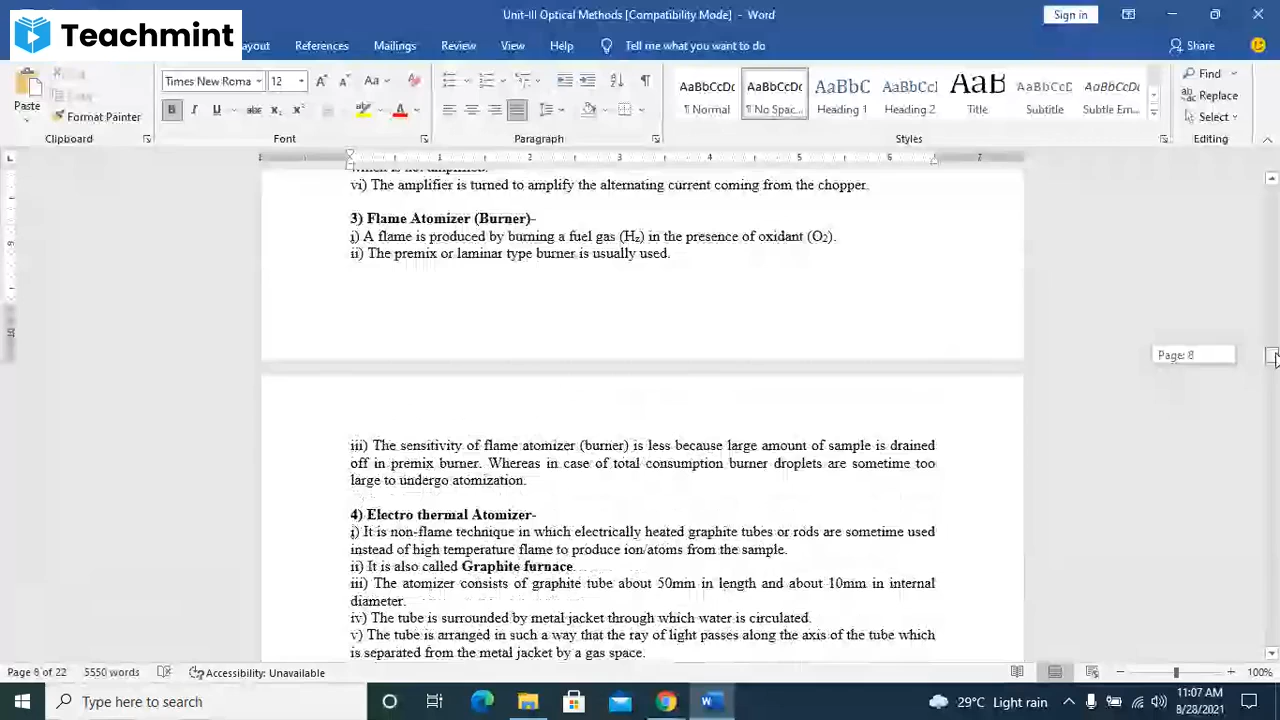 Unit-III Optical Methods [Compatibility Mode] - Word
Sign in
Teachmint
ayout References Mailings Review View Help Tell me what you want to do Share
Times New Roma 12 Aa
AaBbCcDc AaBbCcDc AaBbC AaBbCcl AaB AaBbCcD AaBbCcD
Find
Replace
Select
Paste
Format Painter
¶ Normal ¶ No Spac... Heading 1 Heading 2 Title Subtitle Subtle Em...
Clipboard Font Paragraph Styles Editing
vi) The amplifier is turned to amplify the alternating current coming from the chopper.
3) Flame Atomizer (Burner)-
i) A flame is produced by burning a fuel gas (H₂) in the presence of oxidant (O₂).
ii) The premix or laminar type burner is usually used.
Page: 8
iii) The sensitivity of flame atomizer (burner) is less because large amount of sample is drained
off in premix burner. Whereas in case of total consumption burner droplets are sometime too
large to undergo atomization.
4) Electro thermal Atomizer-
i) It is non-flame technique in which electrically heated graphite tubes or rods are sometime used
instead of high temperature flame to produce ion/atoms from the sample.
ii) It is also called Graphite furnace.
iii) The atomizer consists of graphite tube about 50mm in length and about 10mm in internal
diameter.
iv) The tube is surrounded by metal jacket through which water is circulated.
v) The tube is arranged in such a way that the ray of light passes along the axis of the tube which
is separated from the metal jacket by a gas space.
Page 8 of 22 5550 words Accessibility: Unavailable 100%
Type here to search
29°C Light rain
11:07 AM
8/28/2021